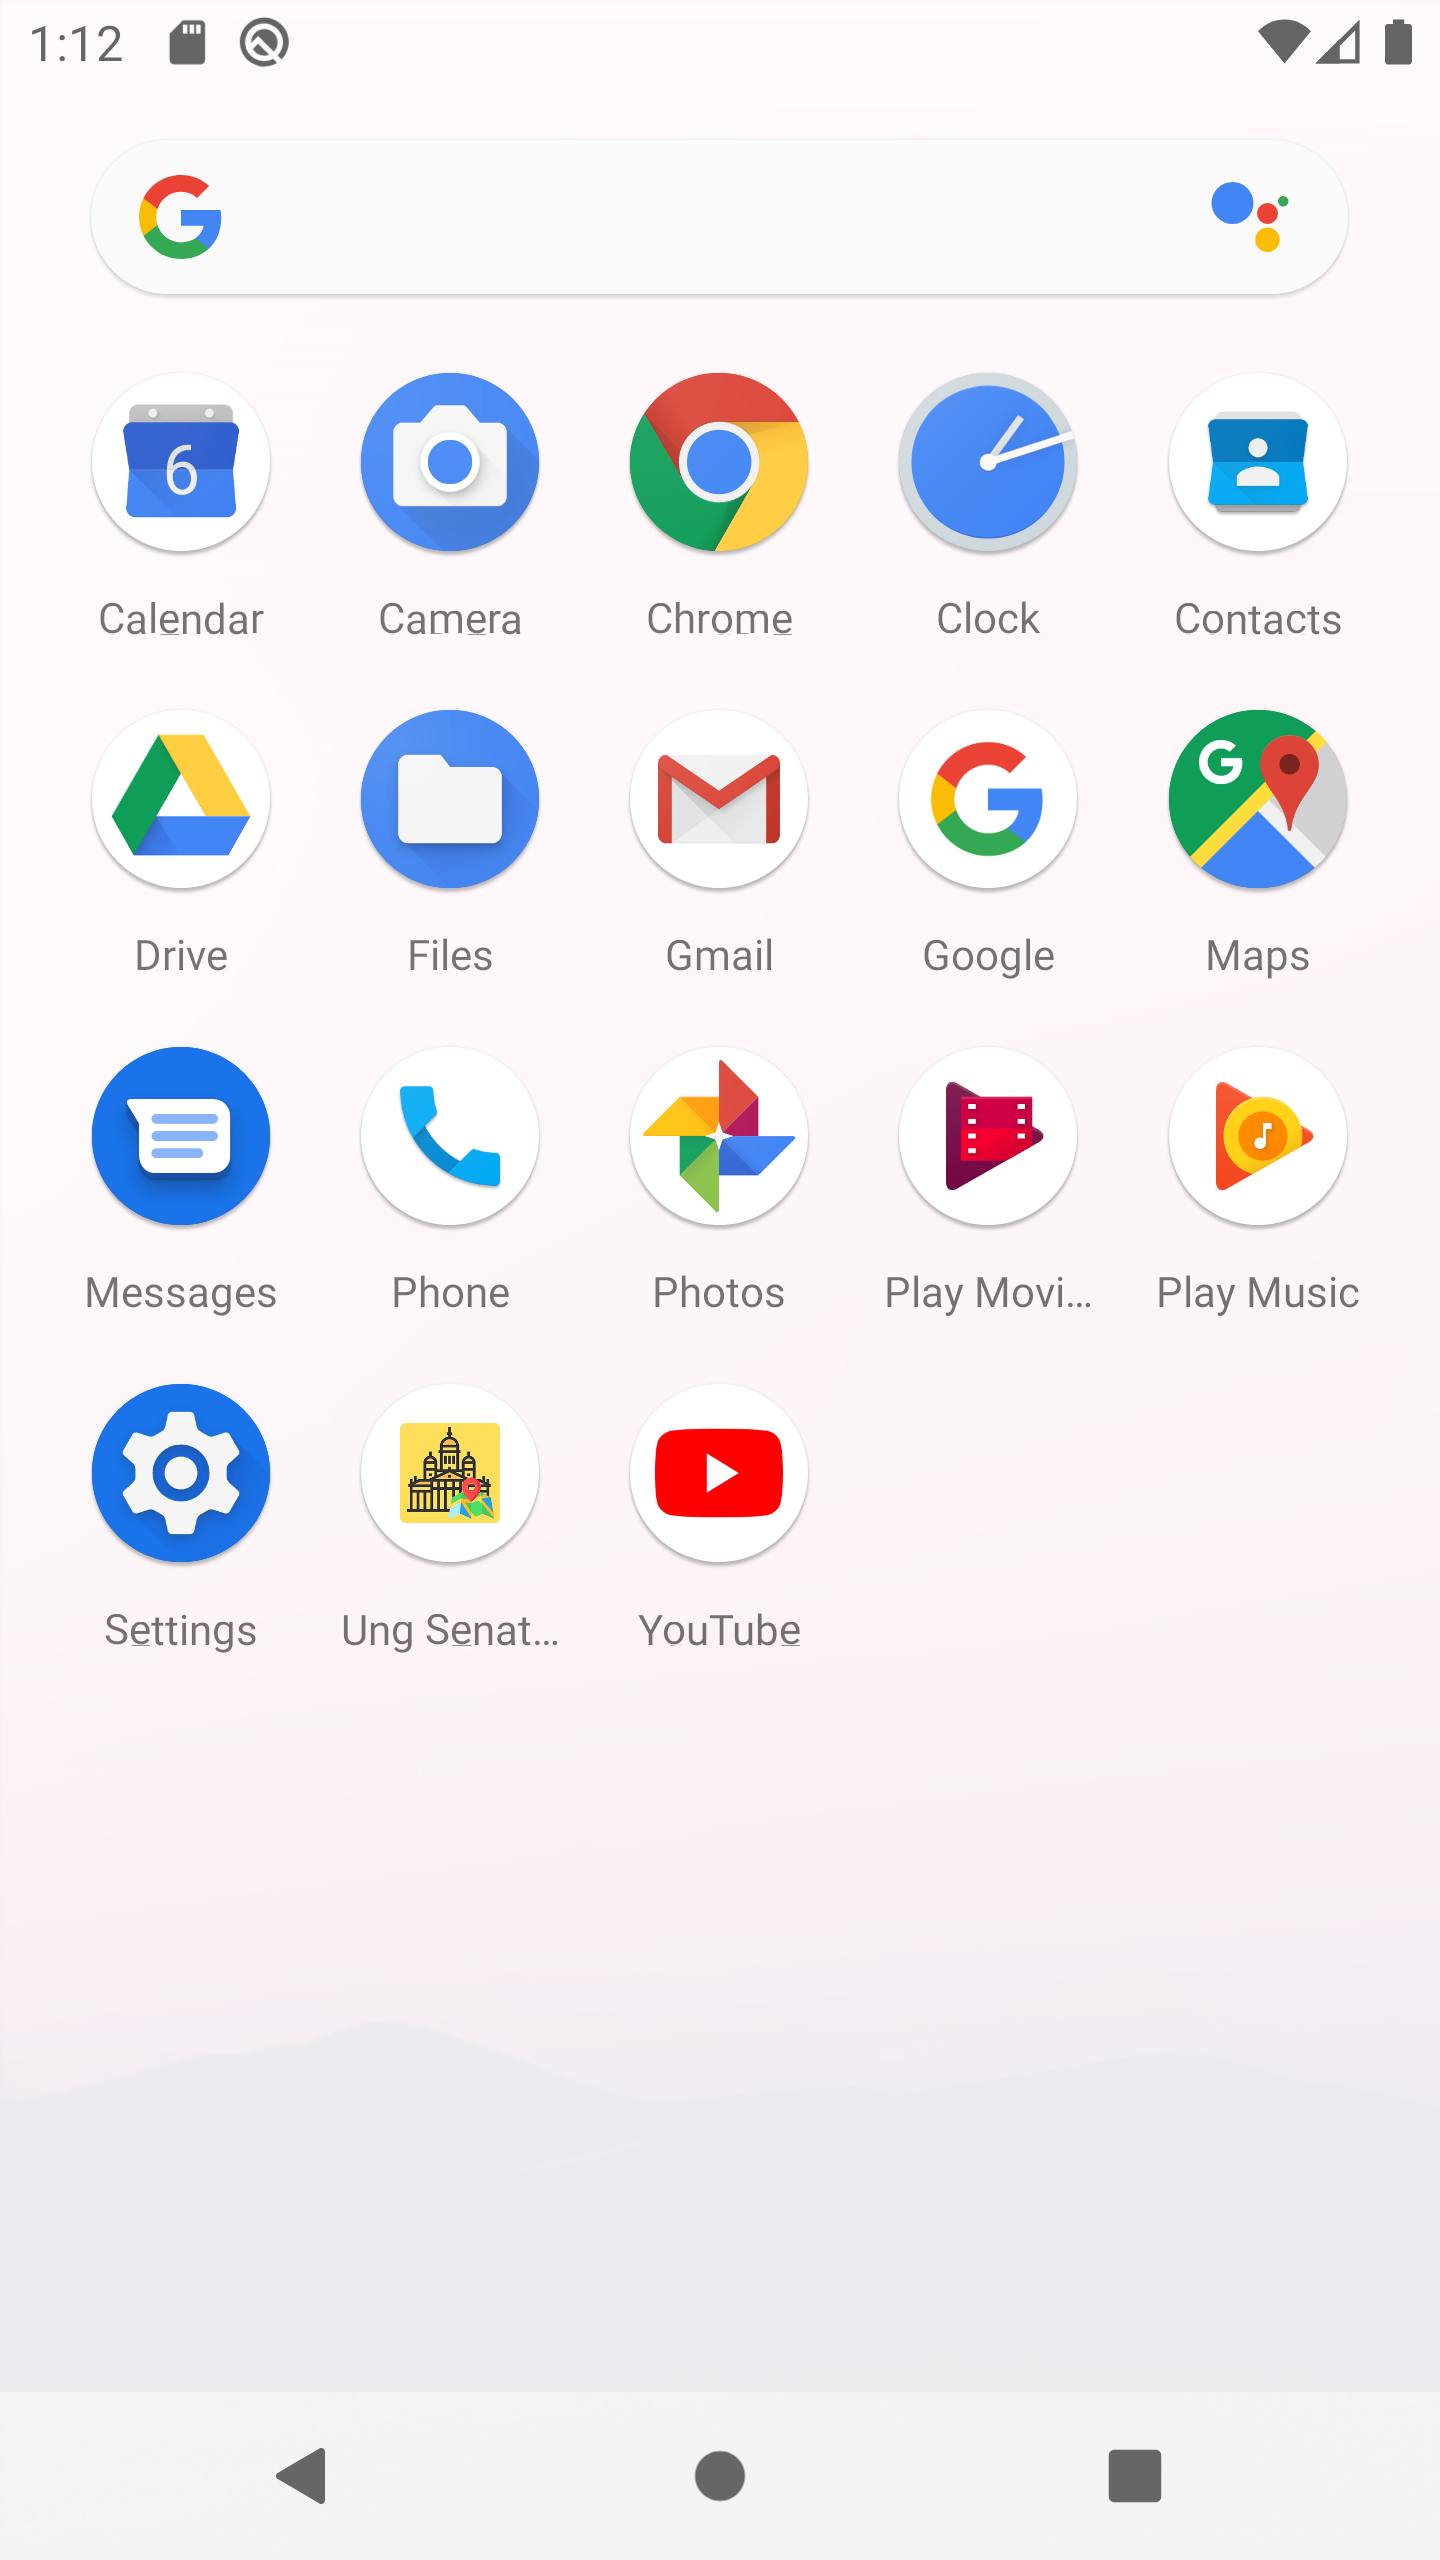 1:12
6
Calendar Camera Chrome Clock Contacts
Drive Files Gmail Google Maps
Messages Phone Photos Play Movi... Play Music
Settings Ung Senat... YouTube